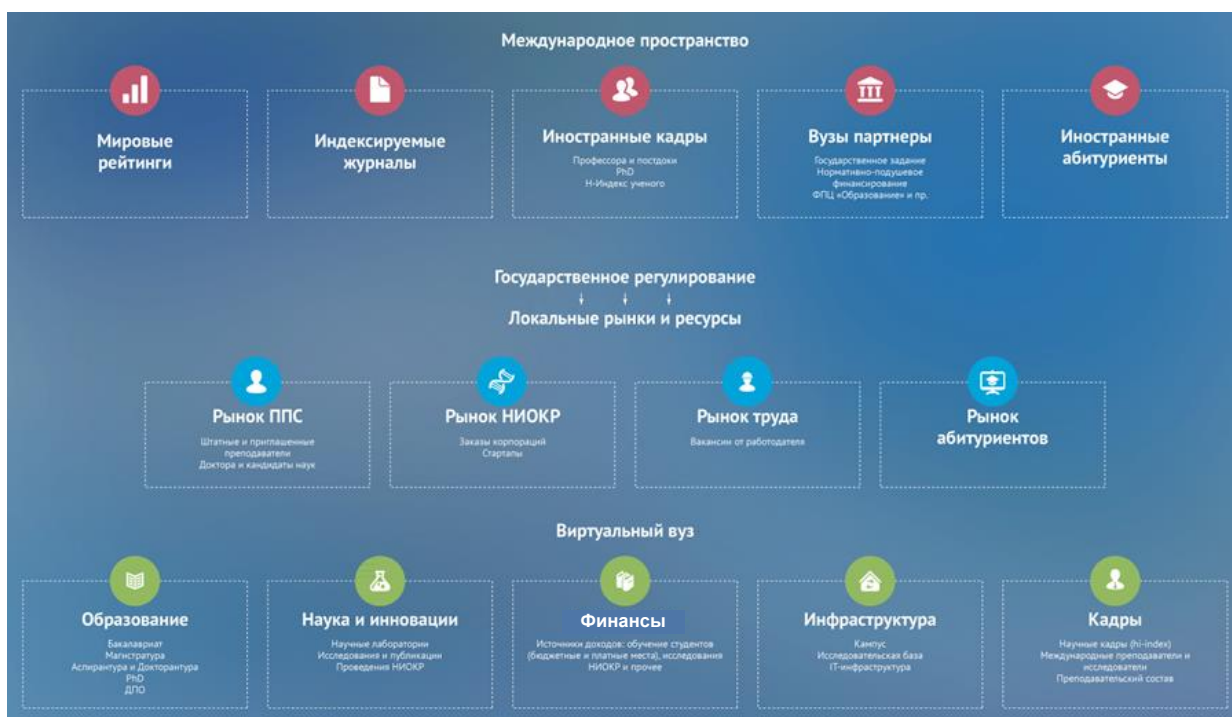 Международное пространство
Мировые
рейтинги
Индексируемые
журналы
Иностранные кадры
Профессора и постдоки
PhD
Н-Индекс ученого
Вузы партнеры
Государственное задание
Нормативно-подушевое
финансирование
ФПЦ «Образование» и пр.
Иностранные
абитуриенты
Государственное регулирование
Локальные рынки и ресурсы
Рынок ППС
Штатные и приглашенные
преподаватели
Доктора и кандидаты наук
Рынок НИОКР
Заказы корпораций
Стартапы
Рынок труда
Вакансии от работодателя
Рынок
абитуриентов
Виртуальный вуз
Образование
Бакалавриат
Магистратура
Аспирантура и Докторантура
PhD
ДПО
Наука и инновации
Научные лаборатории
Исследования и публикации
Проведения НИОКР
Финансы
Источники доходов: обучение студентов
(бюджетные и платные места), исследования
НИОКР и прочее
Инфраструктура
Кампус
Исследовательская база
IT-инфраструктура
Кадры
Научные кадры (hi-index)
Международные преподаватели и
исследователи
Преподавательский состав